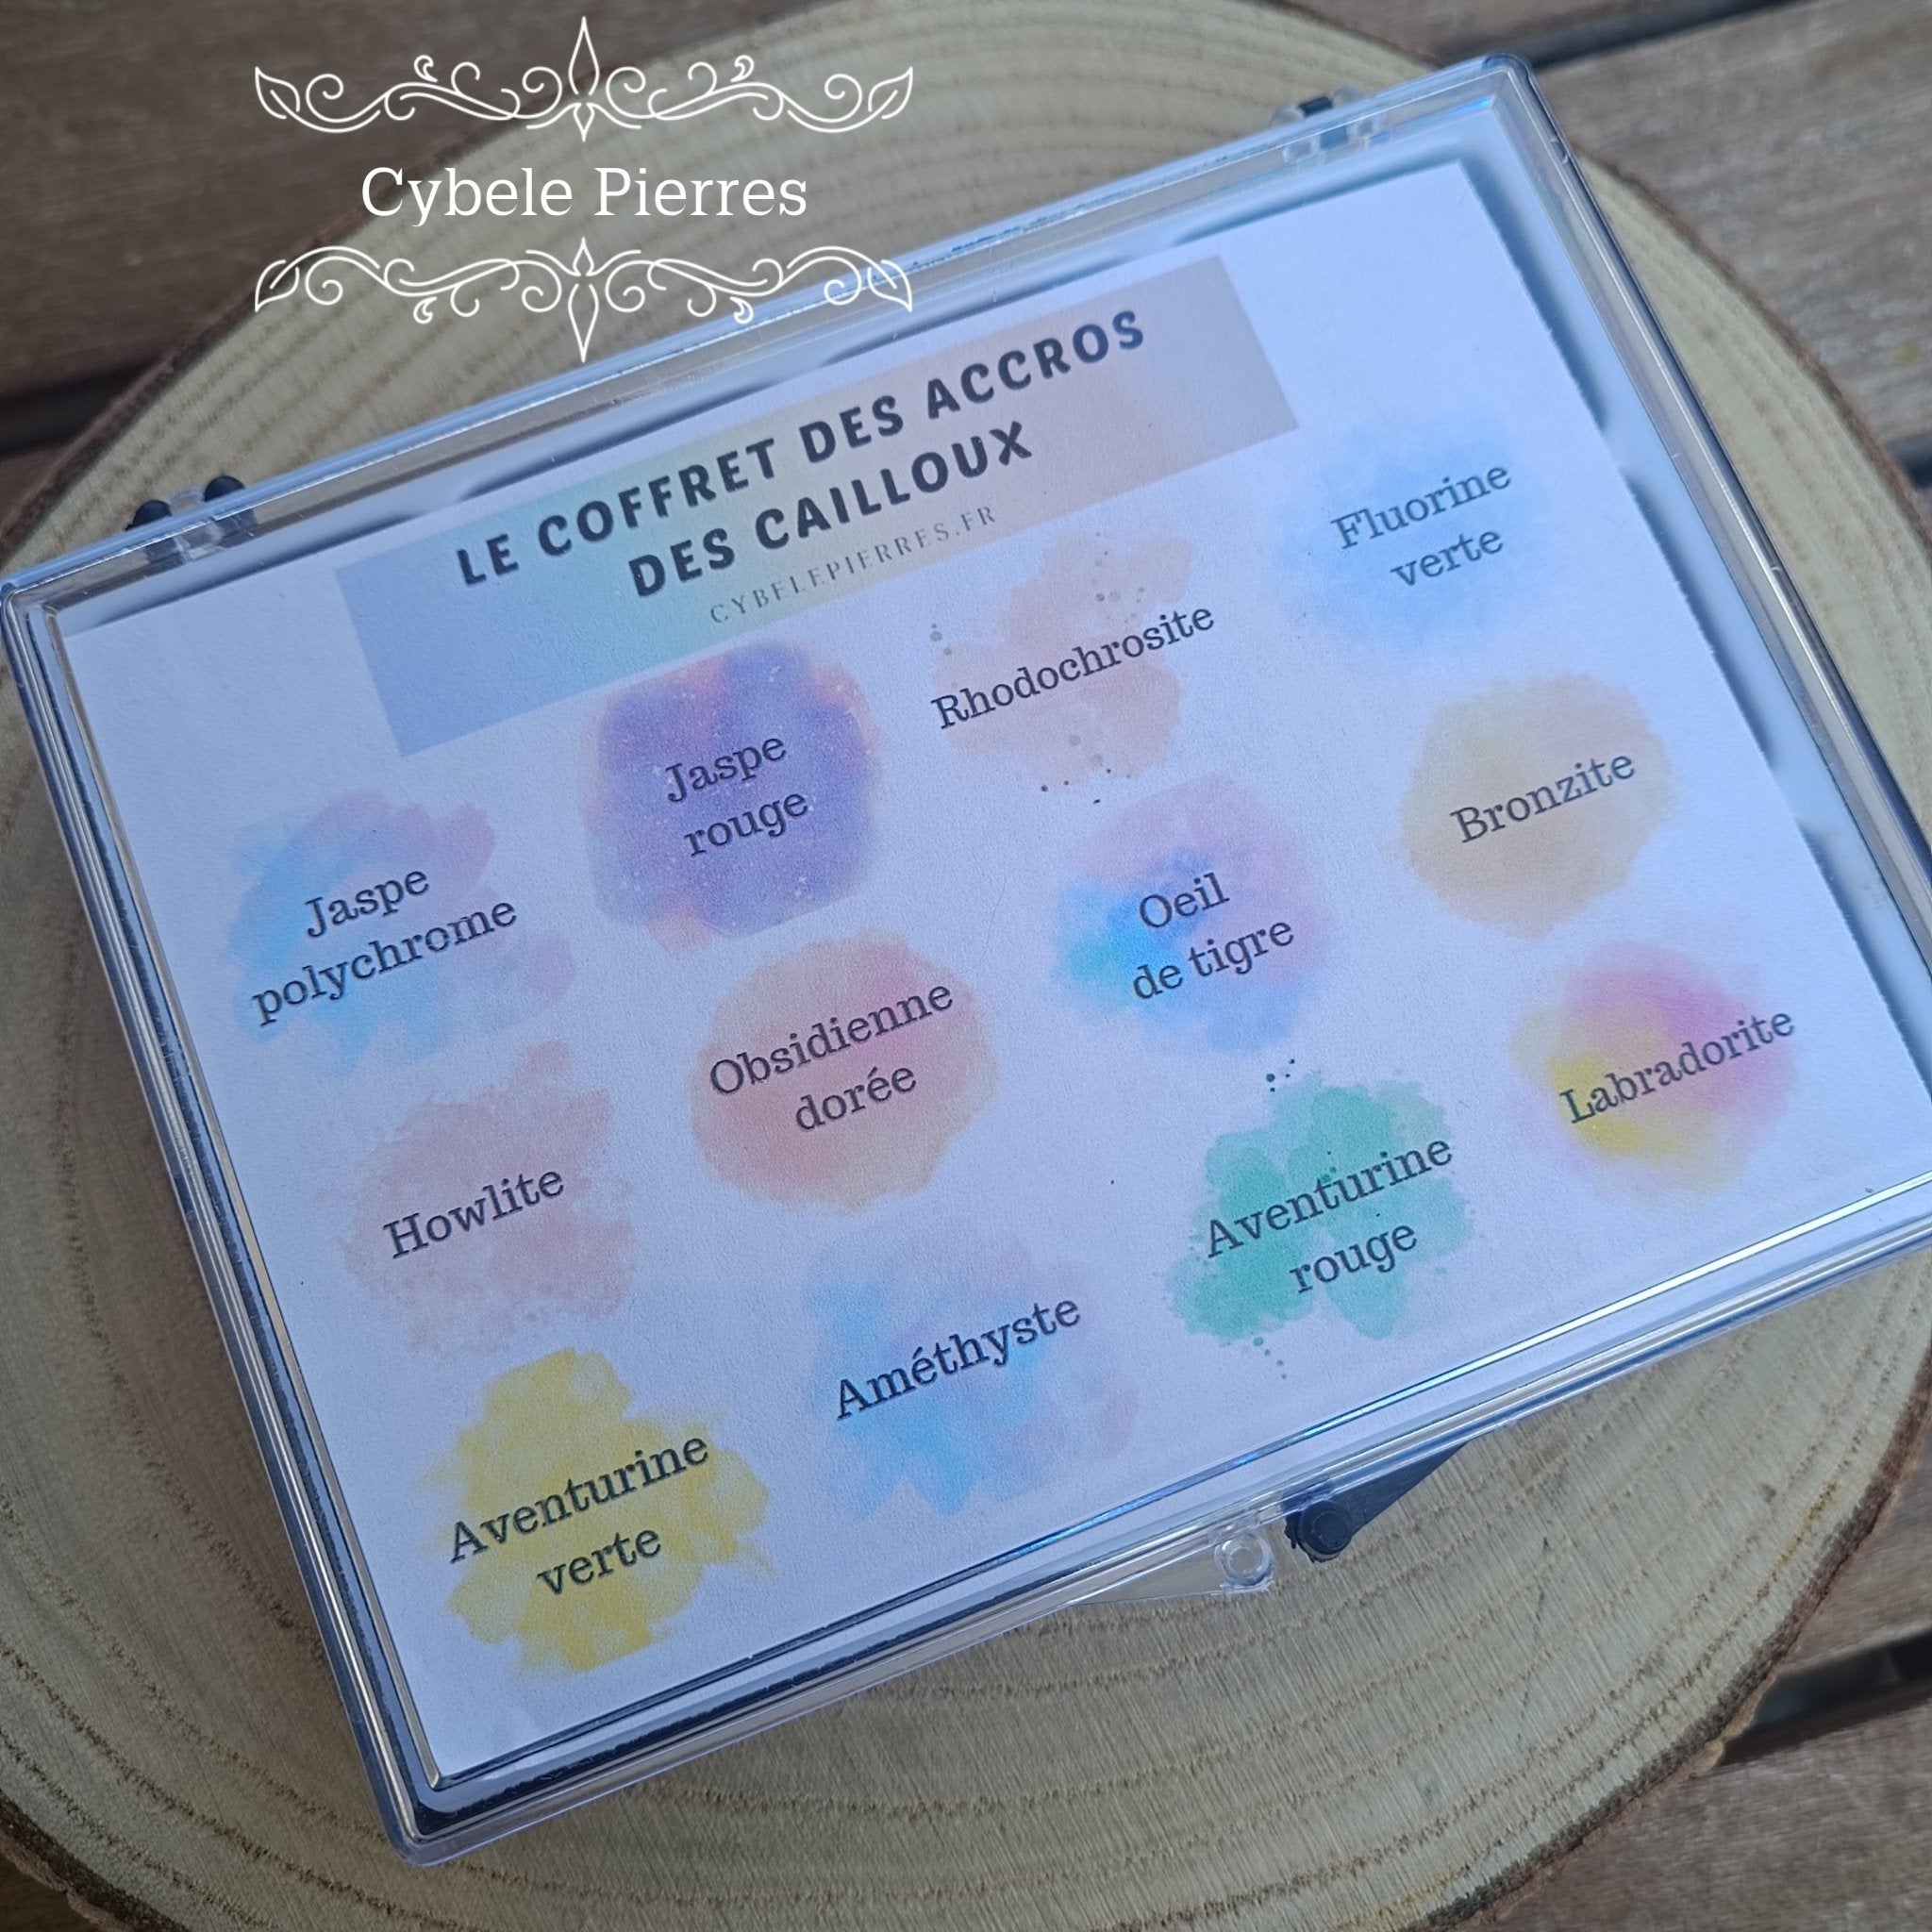 Cybele Pierres
LE COFFRET DES ACCROS
DES CAILLOUX
CYBELEPIERRES.FR
Jaspe
polychrome
Jaspe
rouge
Rhodochrosite
Fluorine
verte
Howlite
Obsidienne
dorée
Oeil
de tigre
Bronzite
Aventurine
verte
Améthyste
Aventurine
rouge
Labradorite